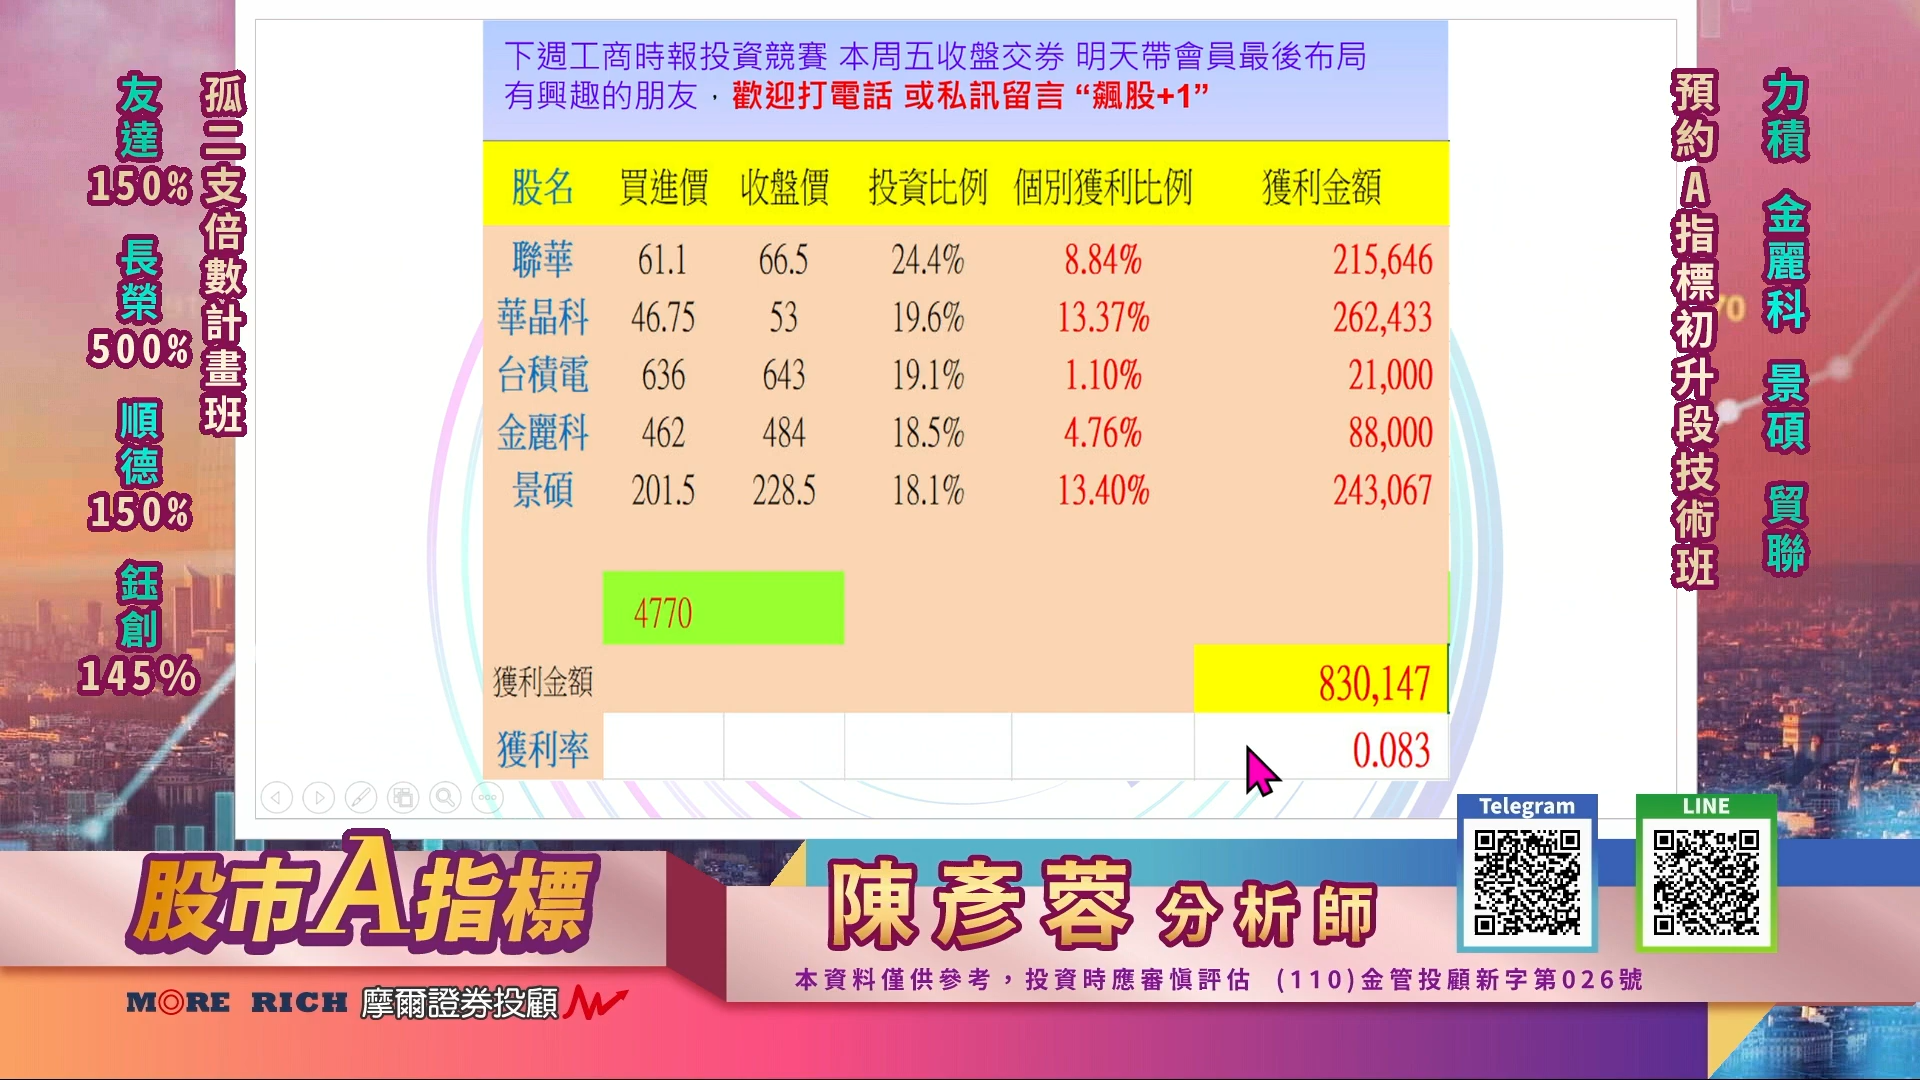 下週工商時報投資競賽 本周五收盤交券 明天帶會員最後布局
有興趣的朋友，歡迎打電話 或私訊留言 “飆股+1”
股名 買進價 收盤價 投資比例 個別獲利比例 獲利金額
聯華 61.1 66.5 24.4% 8.84% 215,646
華晶科 46.75 53 19.6% 13.37% 262,433
台積電 636 643 19.1% 1.10% 21,000
金麗科 462 484 18.5% 4.76% 88,000
景碩 201.5 228.5 18.1% 13.40% 243,067
4770
獲利金額 830,147
獲利率 0.083
孤二支倍數計畫班
友達
150%
長榮
500%
順德
150%
鈺創
145%
力積 金麗科 景碩 貿聯
預約A指標初升段技術班
70
Telegram
LINE
股市A指標
陳彥蓉 分析師
本資料僅供參考，投資時應審慎評估 (110)金管投顧新字第026號
MORE RICH 摩爾證券投顧